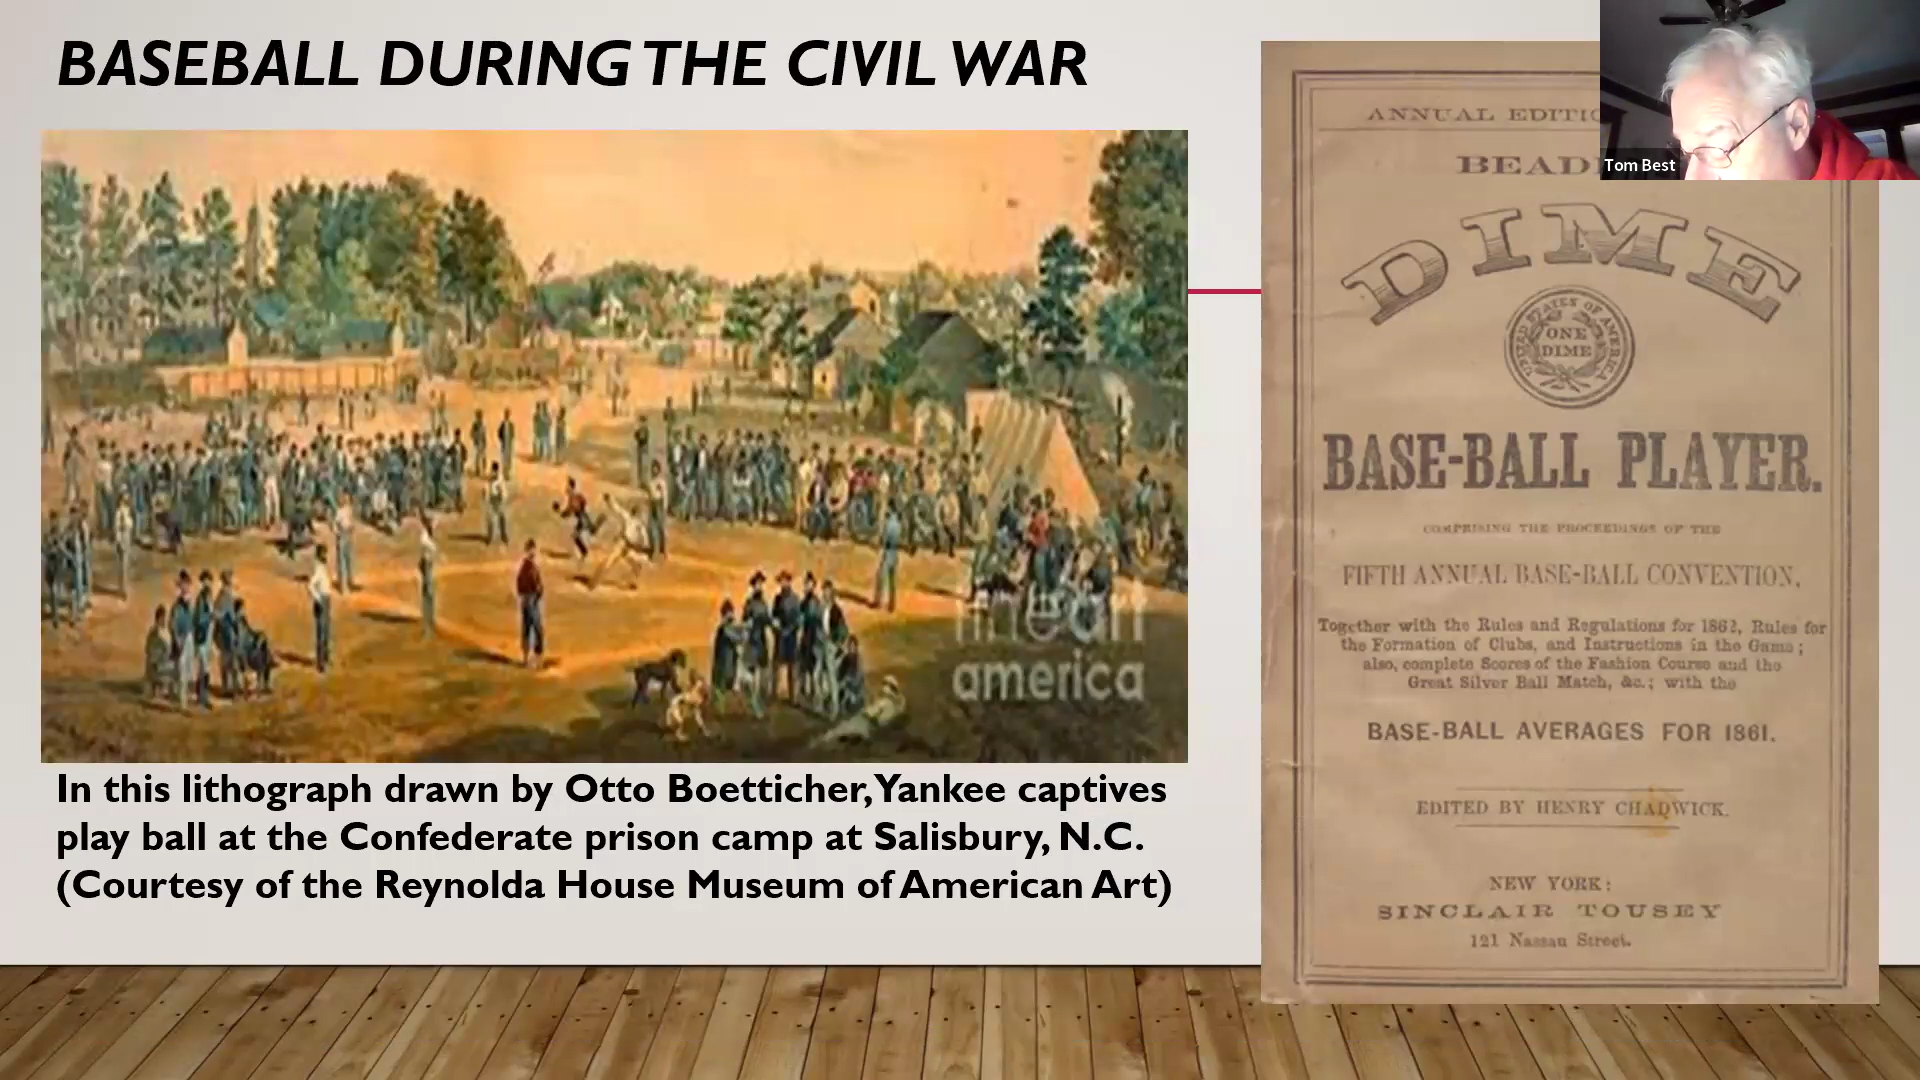 BASEBALL DURING THE CIVIL WAR
fineart
america
In this lithograph drawn by Otto Boetticher, Yankee captives
play ball at the Confederate prison camp at Salisbury, N.C.
(Courtesy of the Reynolda House Museum of American Art)
ANNUAL
DIME
UNITED STATES OF AMERICA
ONE
DIME
BASE-BALL PLAYER.
COMPRISING THE PROCEEDINGS OF THE
FIFTH ANNUAL BASE-BALL CONVENTION,
Together with the Rules and Regulations for 1862, Rules for
the Formation of Clubs, and Instructions in the Game;
also, complete Scores of the Fashion Course and the
Great Silver Ball Match, &c.; with the
BASE-BALL AVERAGES FOR 1861.
EDITED BY HENRY CHADWICK.
NEW YORK:
SINCLAIR TOUSEY
121 Nassau Street.
Tom Best